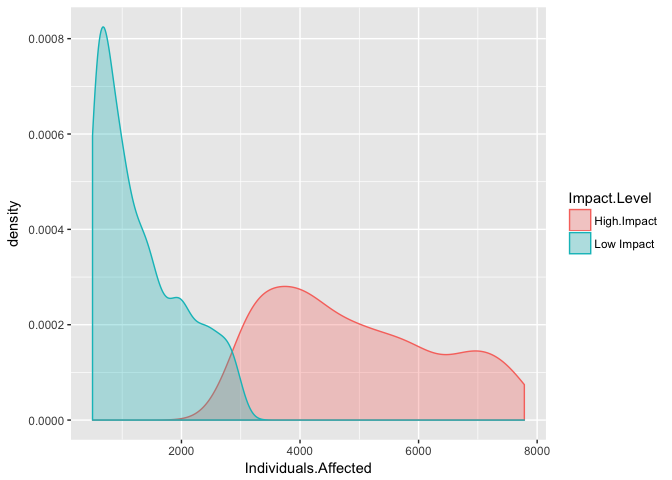 0.0008
0.0006
0.0004
0.0002
0.0000
density
2000
4000
6000
8000
Individuals.Affected
Impact.Level
High.Impact
Low Impact